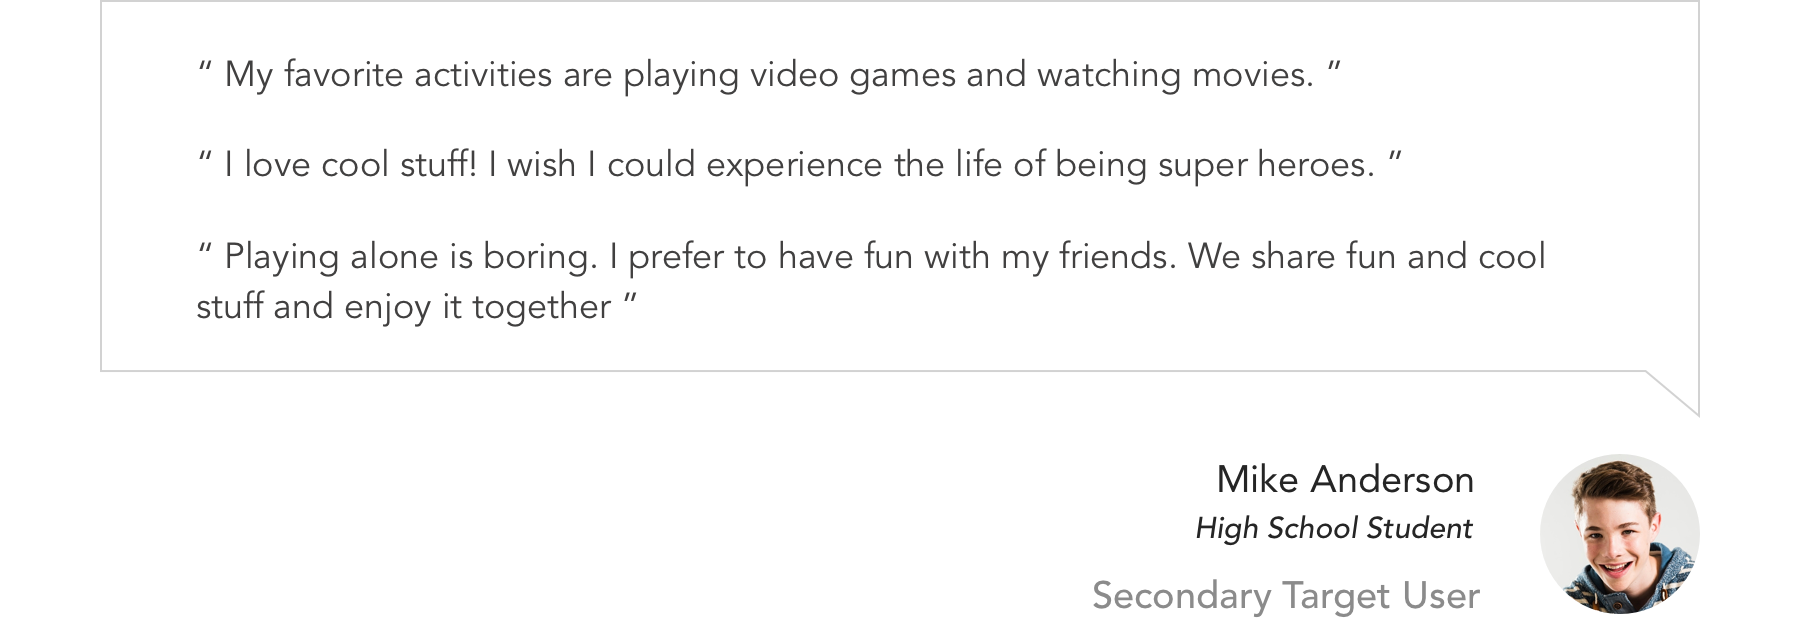 “ My favorite activities are playing video games and watching movies. ”
“ I love cool stuff! I wish I could experience the life of being super heroes. ”
“ Playing alone is boring. I prefer to have fun with my friends. We share fun and cool
stuff and enjoy it together ”
Mike Anderson
High School Student
Secondary Target User